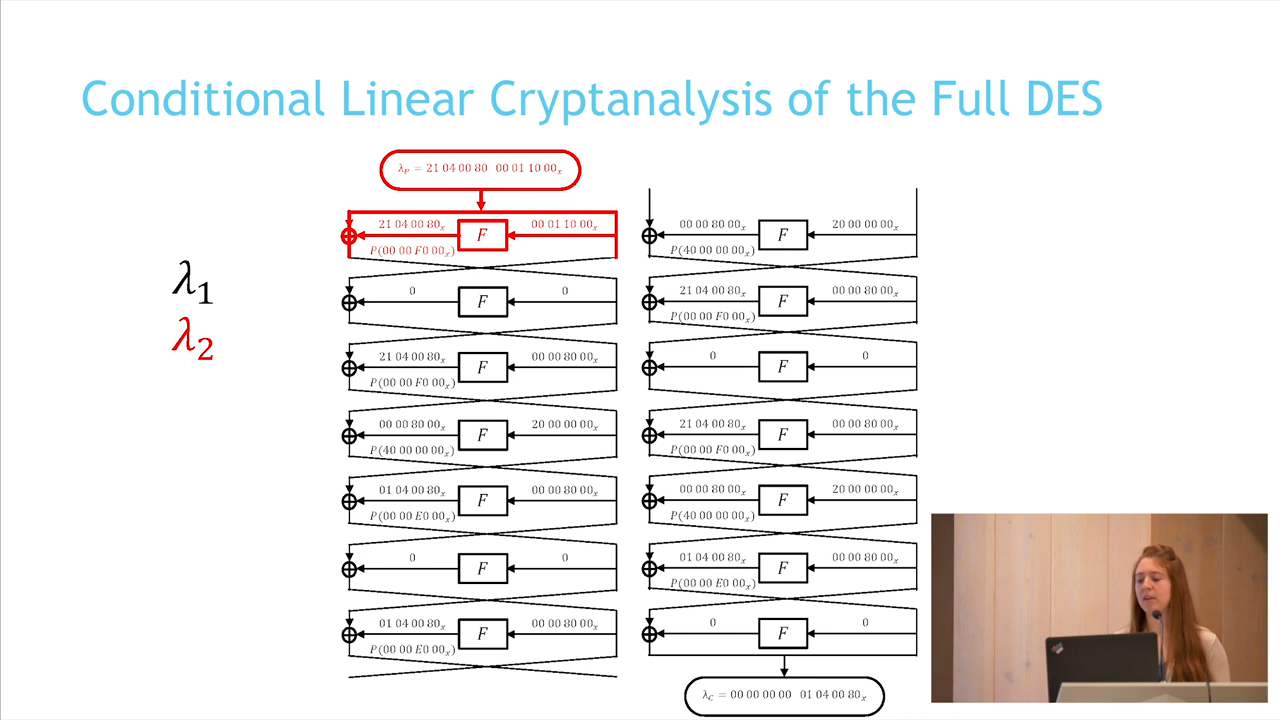 Conditional Linear Cryptanalysis of the Full DES
λ₁
λ₂
λ_P = 21 04 00 80 00 01 10 00ₓ
21 04 00 80ₓ F 00 01 10 00ₓ
P(00 00 F0 00ₓ)
0 F 0
21 04 00 80ₓ F 00 00 80 00ₓ
P(00 00 F0 00ₓ)
00 00 80 00ₓ F 20 00 00 00ₓ
P(40 00 00 00ₓ)
01 04 00 80ₓ F 00 00 80 00ₓ
P(00 00 E0 00ₓ)
0 F 0
01 04 00 80ₓ F 00 00 80 00ₓ
P(00 00 E0 00ₓ)
00 00 80 00ₓ F 20 00 00 00ₓ
P(40 00 00 00ₓ)
21 04 00 80ₓ F 00 00 80 00ₓ
P(00 00 F0 00ₓ)
0 F 0
21 04 00 80ₓ F 00 00 80 00ₓ
P(00 00 F0 00ₓ)
00 00 80 00ₓ F 20 00 00 00ₓ
P(40 00 00 00ₓ)
01 04 00 80ₓ F 00 00 80 00ₓ
P(00 00 E0 00ₓ)
0 F 0
λ_C = 00 00 00 00 01 04 00 80ₓ